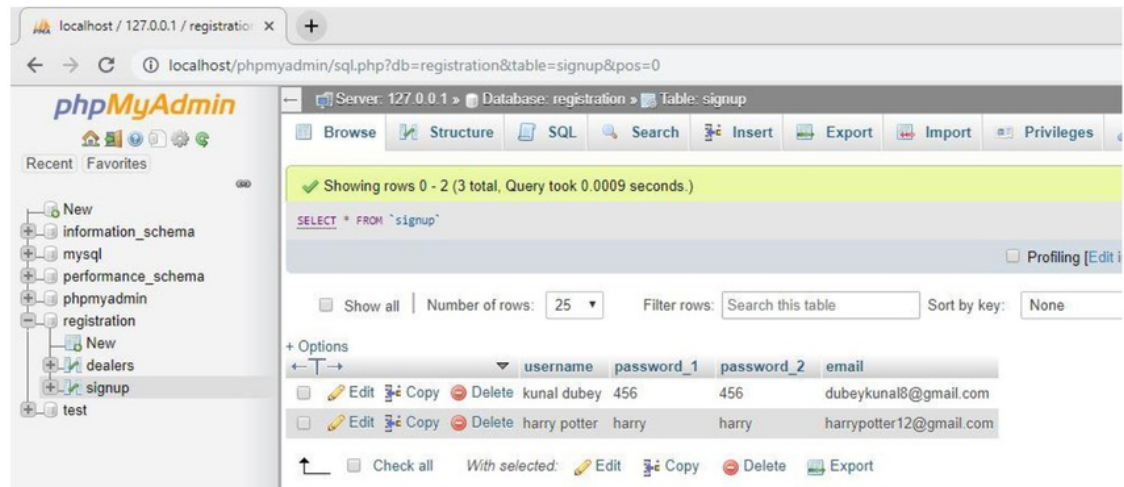 localhost / 127.0.0.1 / registration
localhost/phpmyadmin/sql.php?db=registration&table=signup&pos=0
phpMyAdmin
Recent Favorites
New
information_schema
mysql
performance_schema
phpmyadmin
registration
New
dealers
signup
test
Server: 127.0.0.1 » Database: registration » Table: signup
Browse Structure SQL Search Insert Export Import Privileges
Showing rows 0 - 2 (3 total, Query took 0.0009 seconds.)
SELECT * FROM `signup`
Profiling [Edit i
Show all | Number of rows: 25 Filter rows: Search this table Sort by key: None
+ Options
←T→ username password_1 password_2 email
Edit Copy Delete kunal dubey 456 456 dubeykunal8@gmail.com
Edit Copy Delete harry potter harry harry harrypotter12@gmail.com
Check all With selected: Edit Copy Delete Export